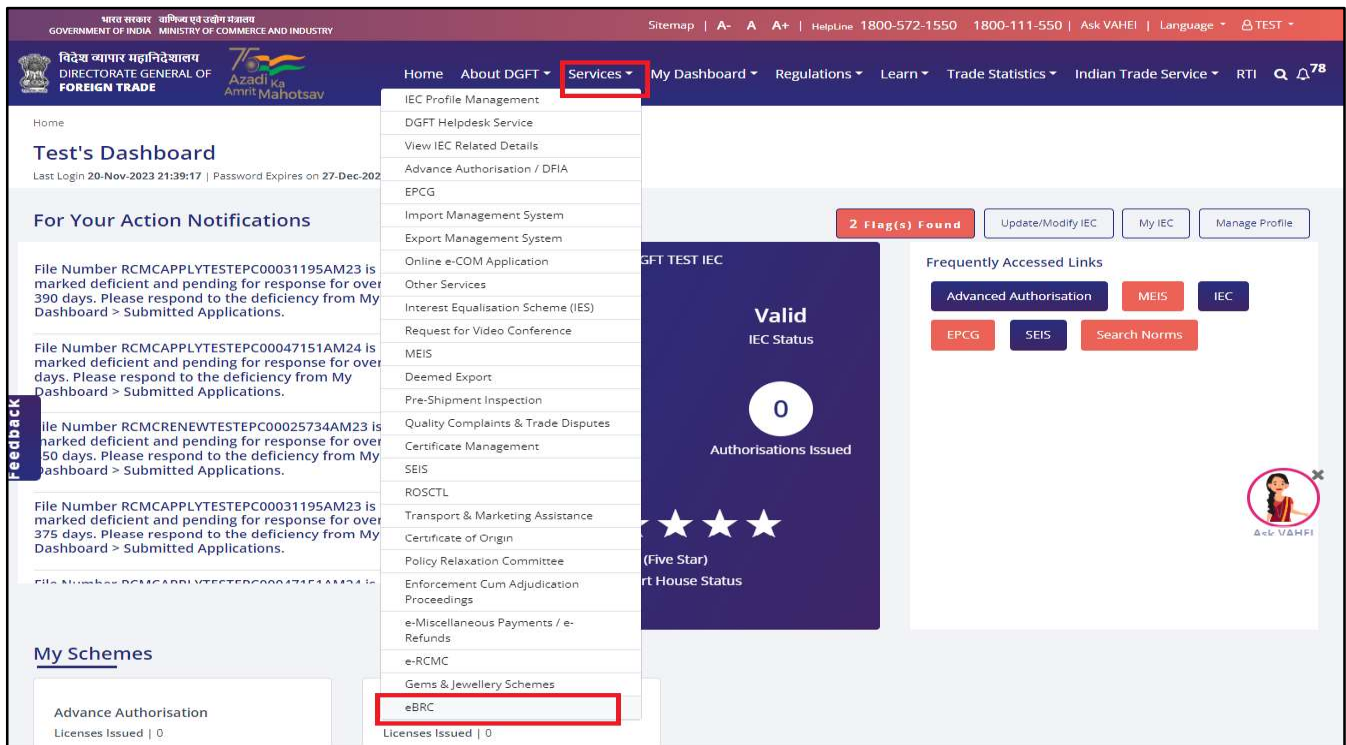 भारत सरकार वाणिज्य एवं उद्योग मंत्रालय
GOVERNMENT OF INDIA MINISTRY OF COMMERCE AND INDUSTRY
Sitemap | A- A A+ | HelpLine 1800-572-1550 1800-111-550 | Ask VAHEI | Language TEST
विदेश व्यापार महानिदेशालय
DIRECTORATE GENERAL OF
FOREIGN TRADE
75
Azadi Ka
Amrit Mahotsav
Home About DGFT Services My Dashboard Regulations Learn Trade Statistics Indian Trade Service RTI 78
Home
Test's Dashboard
Last Login 20-Nov-2023 21:39:17 | Password Expires on 27-Dec-202
For Your Action Notifications
File Number RCMCAPPLYTESTEPC00031195AM23 is
marked deficient and pending for response for over
390 days. Please respond to the deficiency from My
Dashboard > Submitted Applications.
File Number RCMCAPPLYTESTEPC00047151AM24 is
marked deficient and pending for response for over
days. Please respond to the deficiency from My
Dashboard > Submitted Applications.
ile Number RCMCRENEWTESTEPC00025734AM23 is
marked deficient and pending for response for over
50 days. Please respond to the deficiency from My
Dashboard > Submitted Applications.
File Number RCMCAPPLYTESTEPC00031195AM23 is
marked deficient and pending for response for over
375 days. Please respond to the deficiency from My
Dashboard > Submitted Applications.
File Number RCMCAPPLYTESTEPC00047151AM24 is
Feedback
IEC Profile Management
DGFT Helpdesk Service
View IEC Related Details
Advance Authorisation / DFIA
EPCG
Import Management System
Export Management System
Online e-COM Application
Other Services
Interest Equalisation Scheme (IES)
Request for Video Conference
MEIS
Deemed Export
Pre-Shipment Inspection
Quality Complaints & Trade Disputes
Certificate Management
SEIS
ROSCTL
Transport & Marketing Assistance
Certificate of Origin
Policy Relaxation Committee
Enforcement Cum Adjudication
Proceedings
e-Miscellaneous Payments / e-
Refunds
e-RCMC
Gems & Jewellery Schemes
eBRC
2 Flag(s) Found Update/Modify IEC My IEC Manage Profile
GFT TEST IEC
Valid
IEC Status
0
Authorisations Issued
(Five Star)
rt House Status
Frequently Accessed Links
Advanced Authorisation MEIS IEC
EPCG SEIS Search Norms
Ask VAHEI
My Schemes
Advance Authorisation
Licenses Issued | 0
Licenses Issued | 0